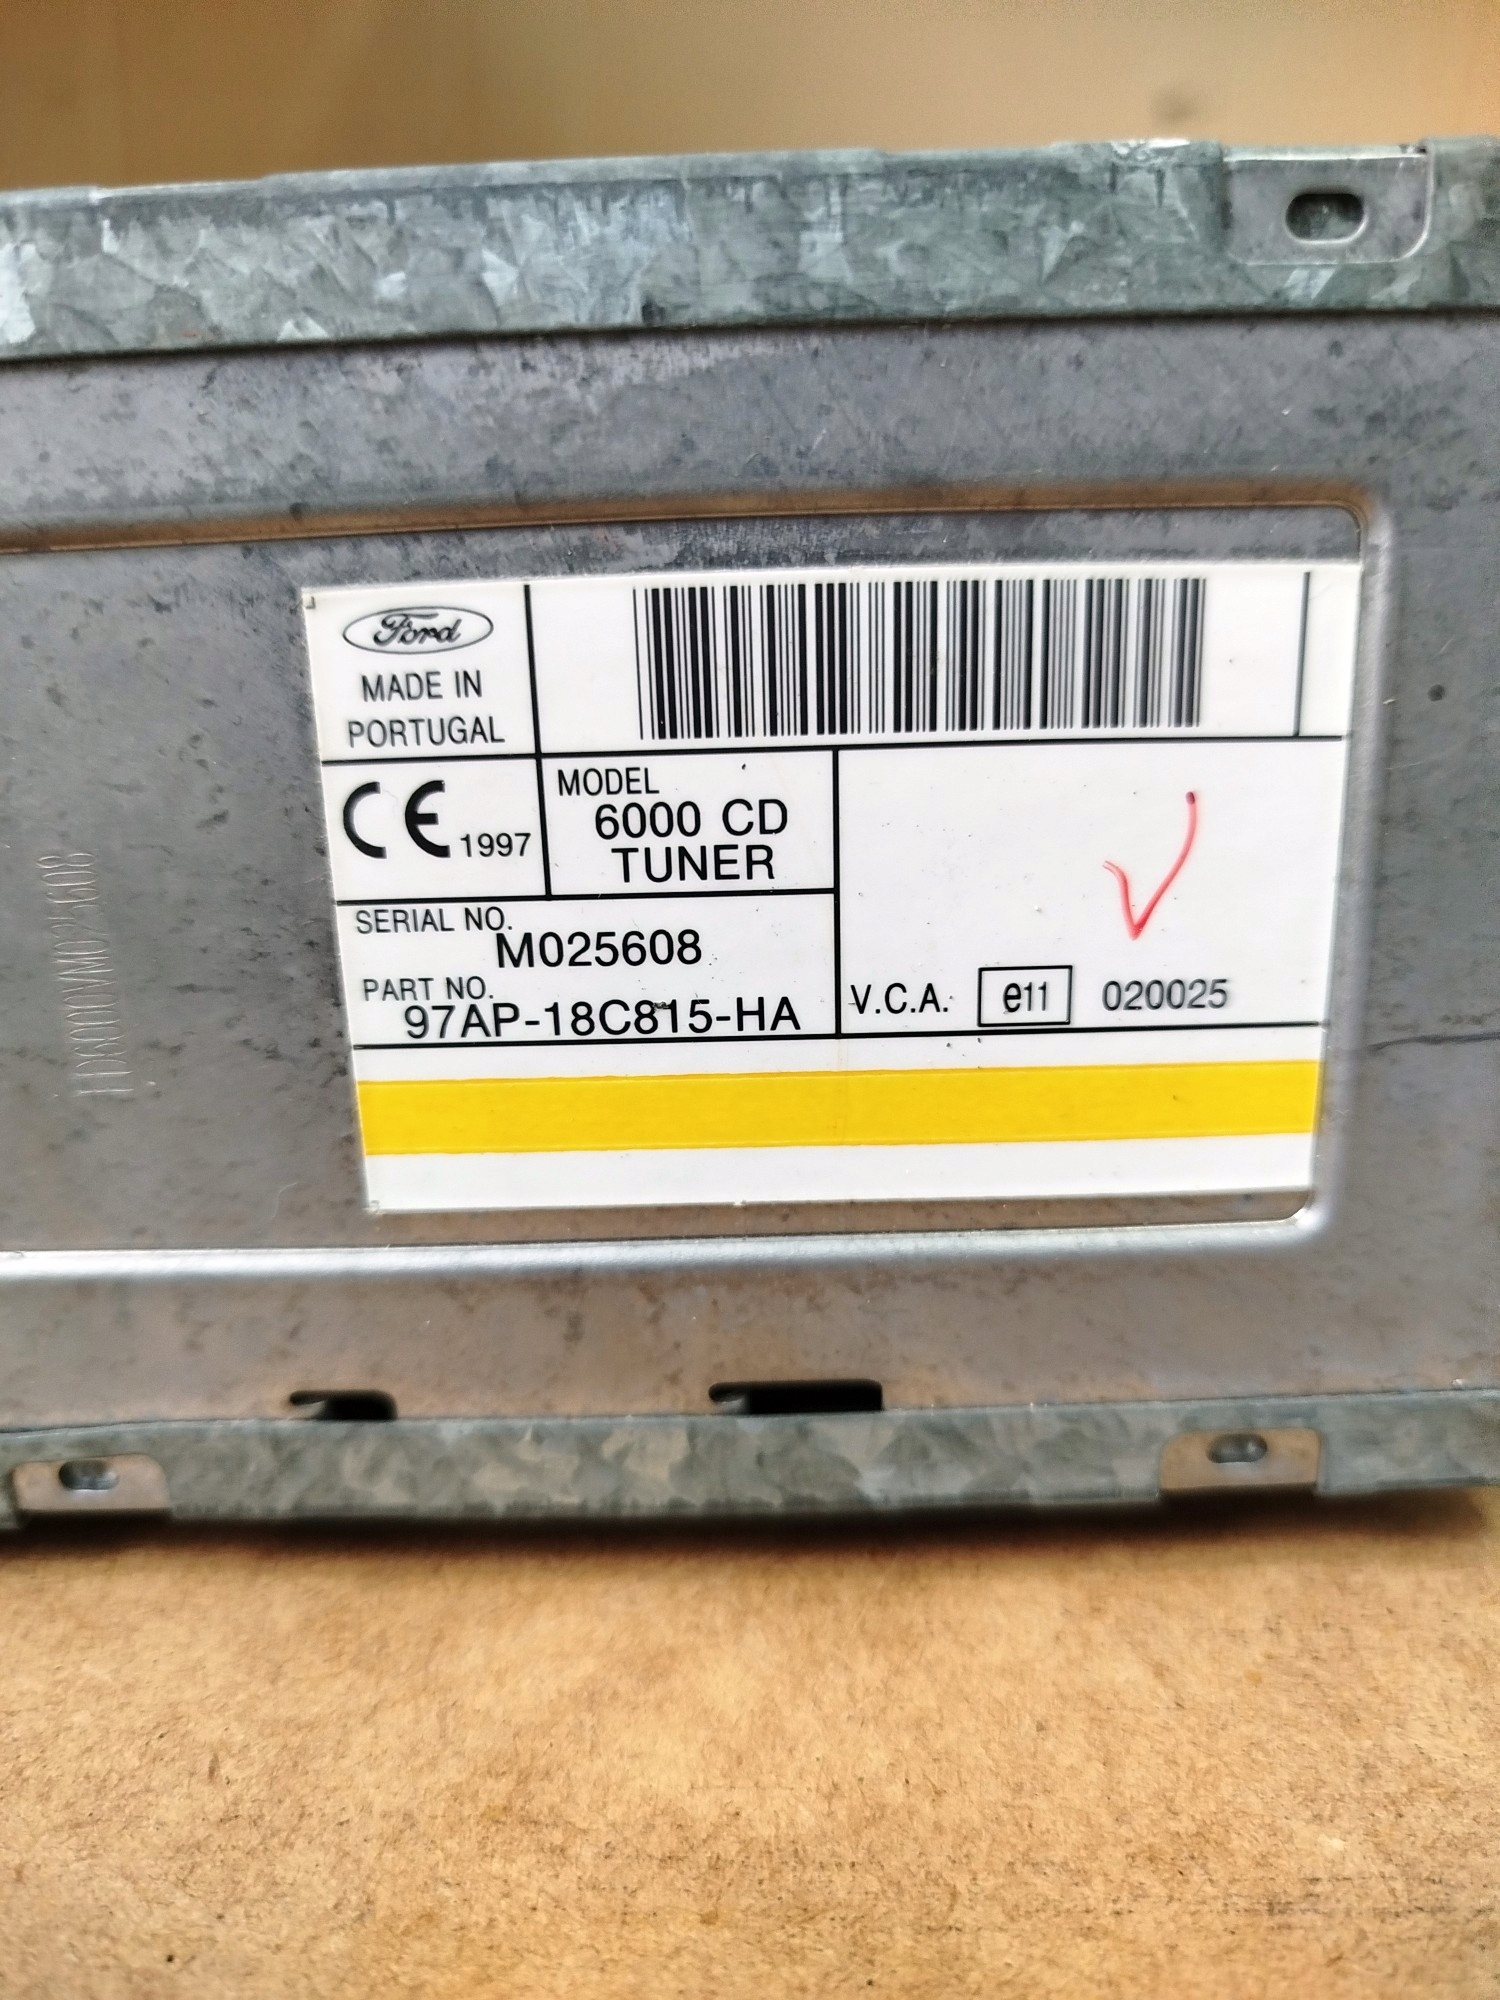 Ford
MADE IN
PORTUGAL
CE 1997
MODEL
6000 CD
TUNER
SERIAL NO.
M025608
PART NO.
97AP-18C815-HA
V.C.A. e11 020025